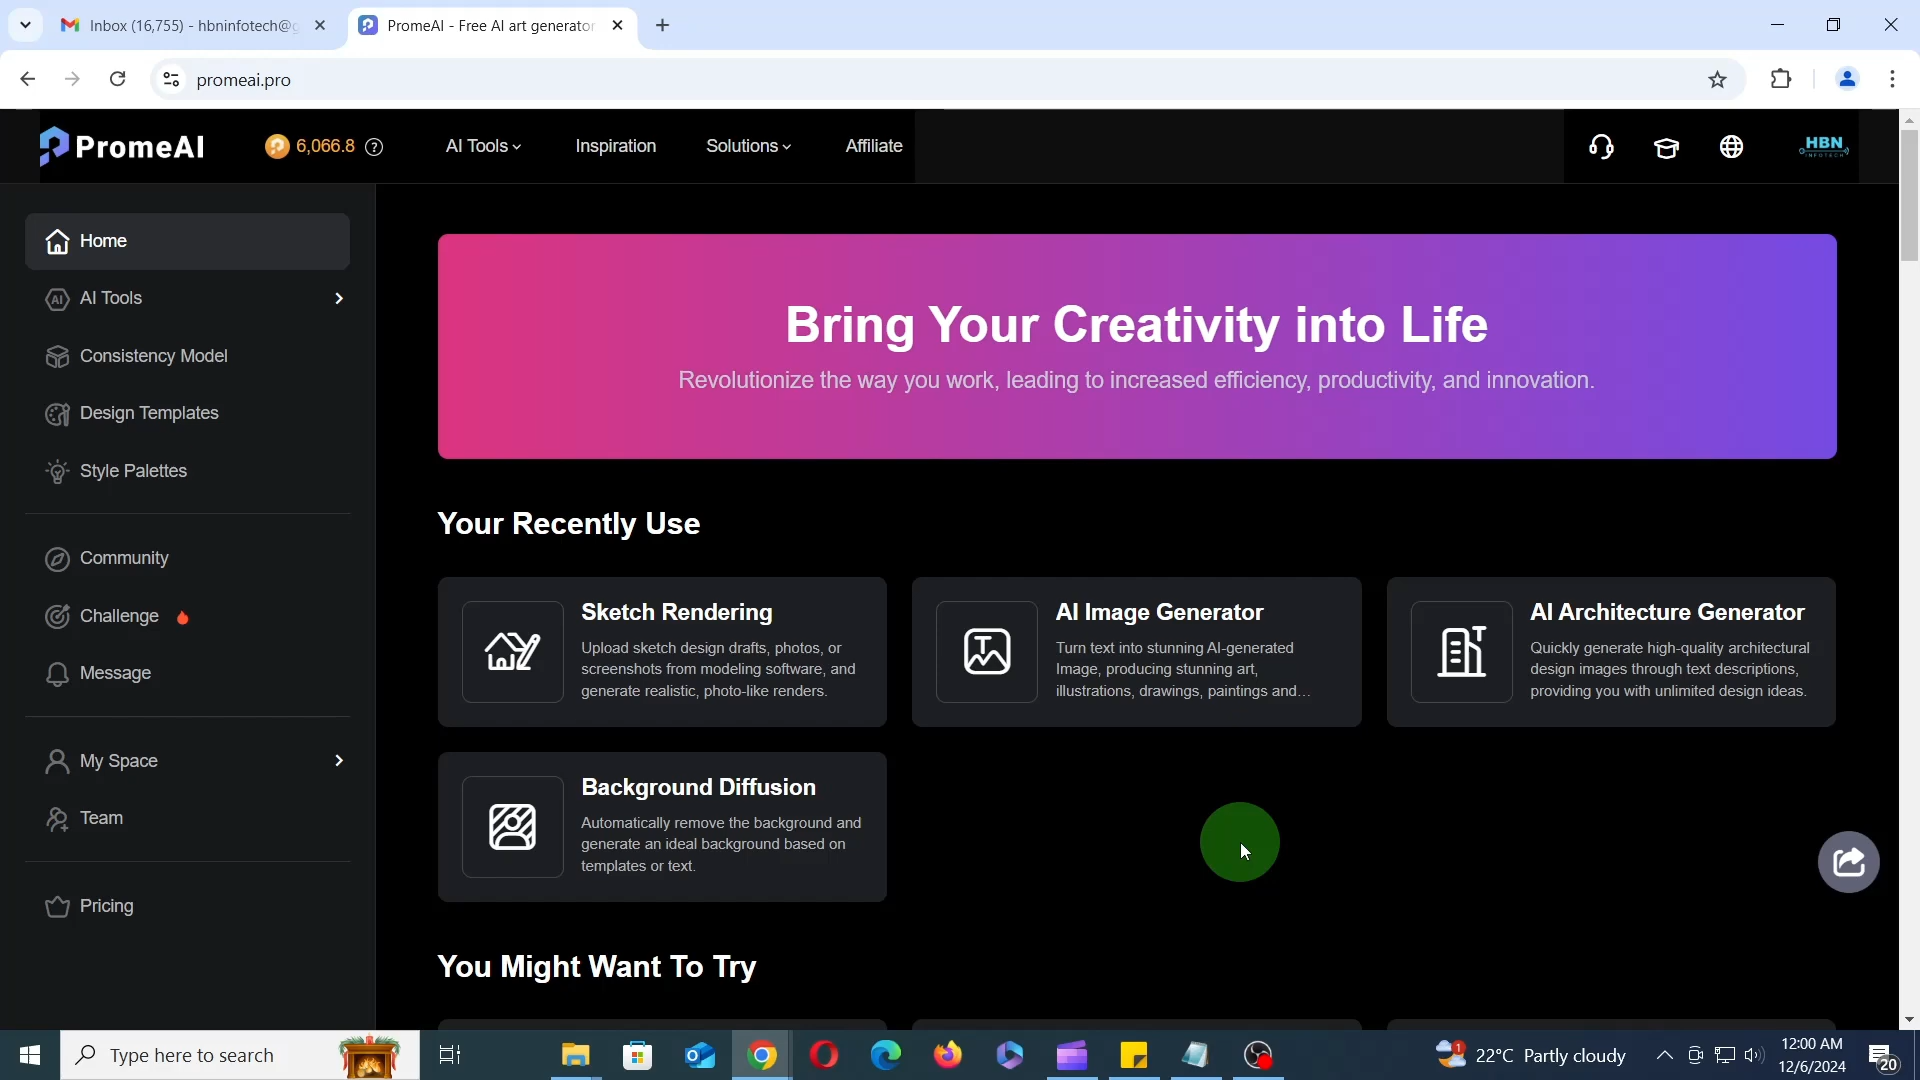 Inbox (16,755) - hbninfotech@g
PromeAI - Free AI art generator
promeai.pro
PromeAI
6,066.8
AI Tools
Inspiration
Solutions
Affiliate
HBN
INFOTECH
Home
AI Tools
Consistency Model
Design Templates
Style Palettes
Community
Challenge
Message
My Space
Team
Pricing
Bring Your Creativity into Life
Revolutionize the way you work, leading to increased efficiency, productivity, and innovation.
Your Recently Use
Sketch Rendering
Upload sketch design drafts, photos, or
screenshots from modeling software, and
generate realistic, photo-like renders.
AI Image Generator
Turn text into stunning AI-generated
Image, producing stunning art,
illustrations, drawings, paintings and...
AI Architecture Generator
Quickly generate high-quality architectural
design images through text descriptions,
providing you with unlimited design ideas.
Background Diffusion
Automatically remove the background and
generate an ideal background based on
templates or text.
You Might Want To Try
Type here to search
1
22°C Partly cloudy
12:00 AM
12/6/2024
20